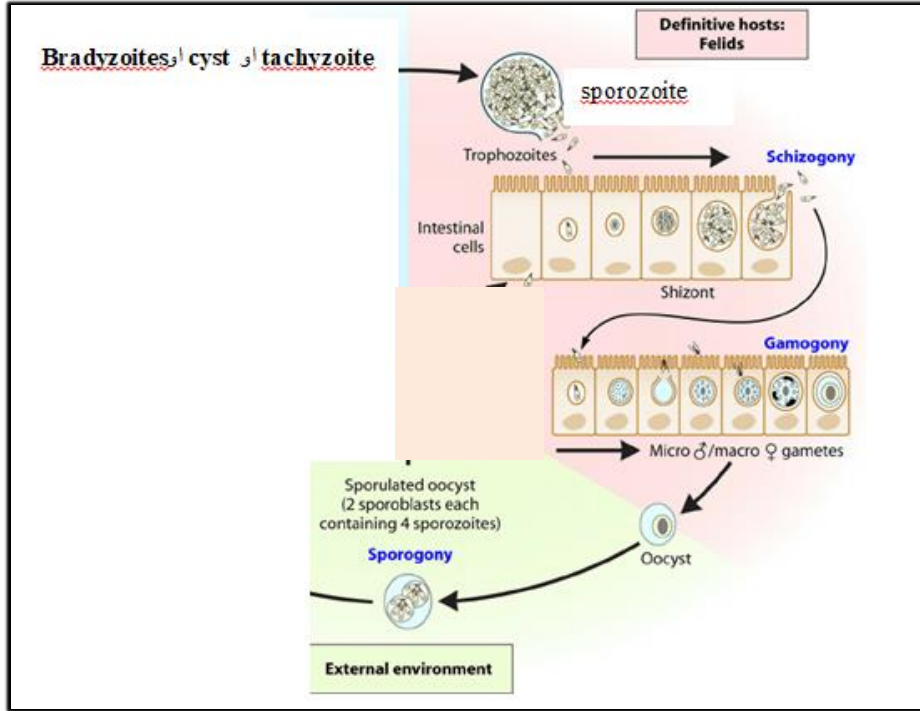 Definitive hosts:
Felids
Bradyzoites او cyst او tachyzoite
sporozoite
Trophozoites
Schizogony
Intestinal
cells
Shizont
Gamogony
Micro ♂/macro ♀ gametes
Sporulated oocyst
(2 sporoblasts each
containing 4 sporozoites)
Sporogony
Oocyst
External environment